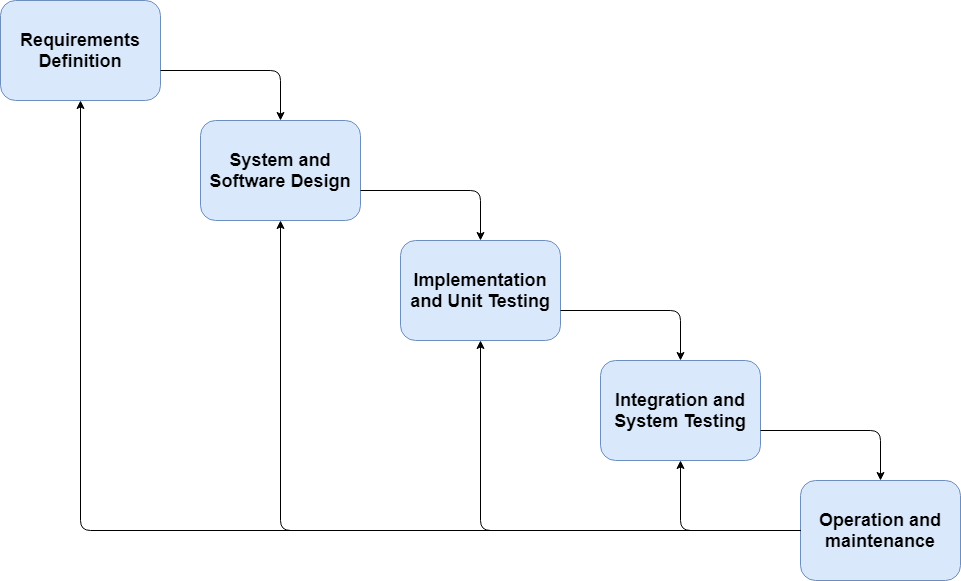 Requirements
Definition
System and
Software Design
Implementation
and Unit Testing
Integration and
System Testing
Operation and
maintenance